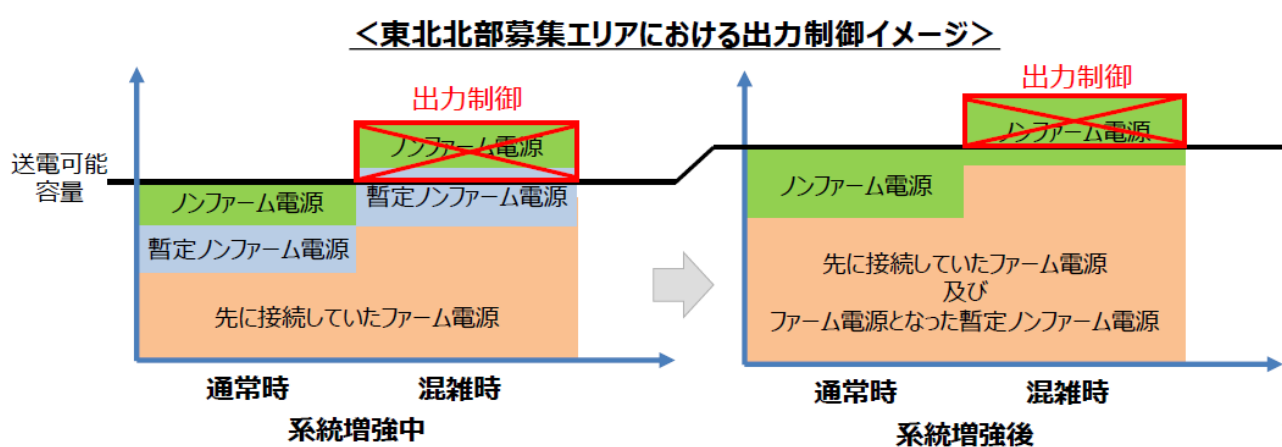 ＜東北北部募集エリアにおける出力制御イメージ＞
出力制御
ノンファーム電源
送電可能
容量
ノンファーム電源
暫定ノンファーム電源
暫定ノンファーム電源
先に接続していたファーム電源
通常時
混雑時
系統増強中
出力制御
ノンファーム電源
ノンファーム電源
先に接続していたファーム電源
及び
ファーム電源となった暫定ノンファーム電源
通常時
混雑時
系統増強後